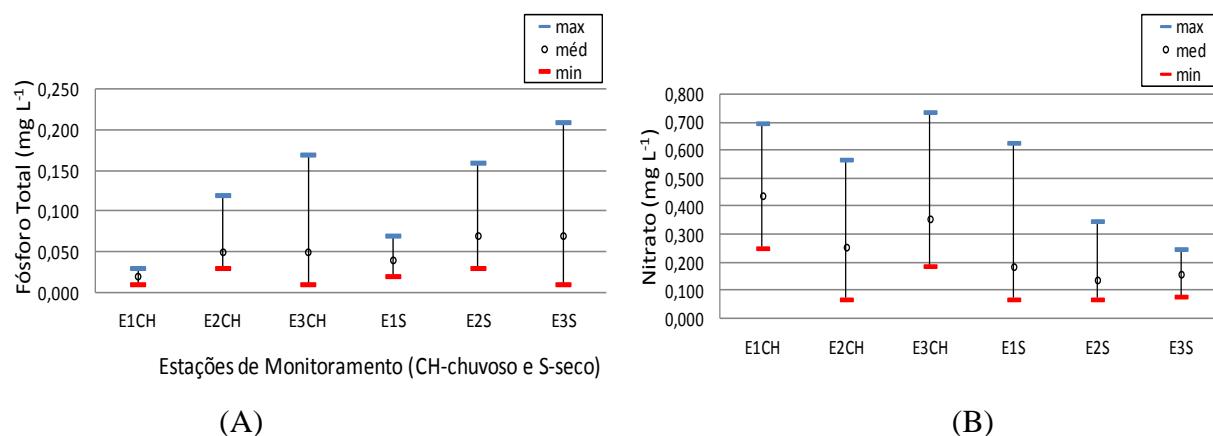 max
méd
min
Fósforo Total (mg L-1)
0,250
0,200
0,150
0,100
0,050
0,000
E1CH E2CH E3CH E1S E2S E3S
Estações de Monitoramento (CH-chuvoso e S-seco)
(A)
max
med
min
Nitrato (mg L-1)
0,800
0,700
0,600
0,500
0,400
0,300
0,200
0,100
0,000
E1CH E2CH E3CH E1S E2S E3S
(B)